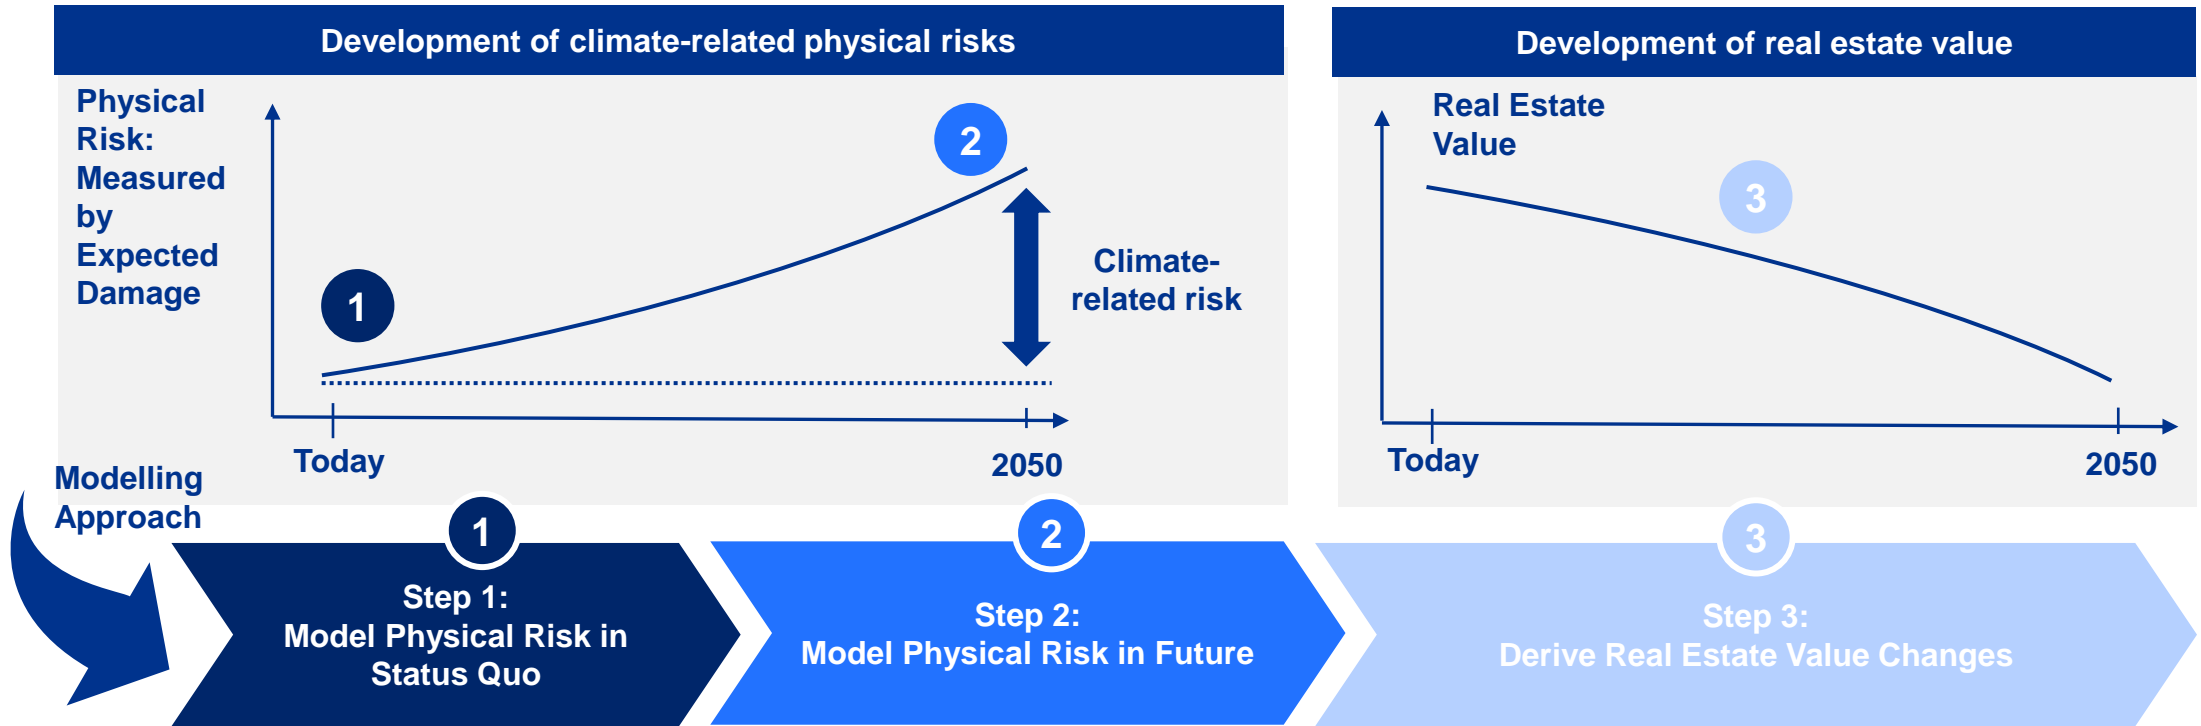 Development of climate-related physical risks
Physical
Risk:
Measured
by
Expected
Damage
1
2
Climate-
related risk
Today
2050
Development of real estate value
Real Estate
Value
3
Today
2050
Modelling
Approach
1
Step 1:
Model Physical Risk in
Status Quo
2
Step 2:
Model Physical Risk in Future
3
Step 3:
Derive Real Estate Value Changes